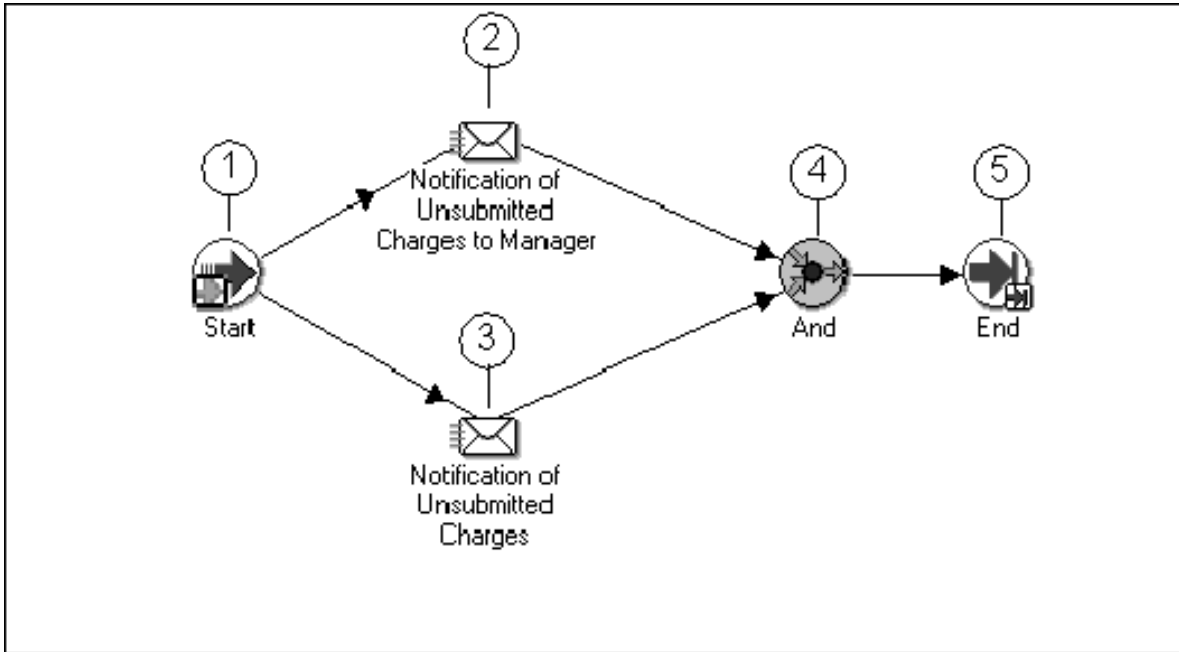 2
1
4
5
Notification of
Unsubmitted
Charges to Manager
Start
And
End
3
Notification of
Unsubmitted
Charges